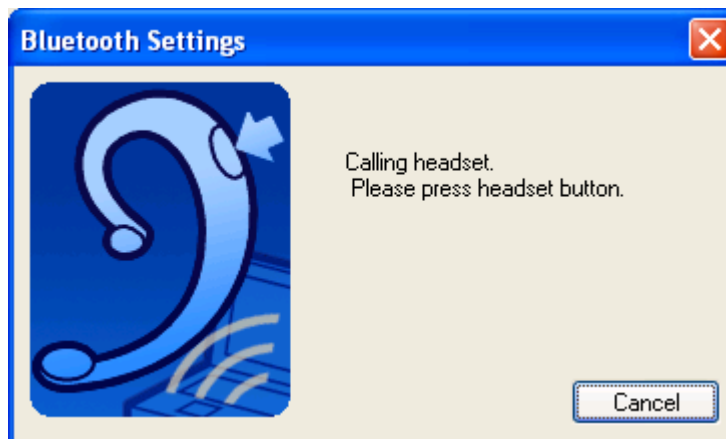 Bluetooth Settings
Calling headset.
Please press headset button.
Cancel